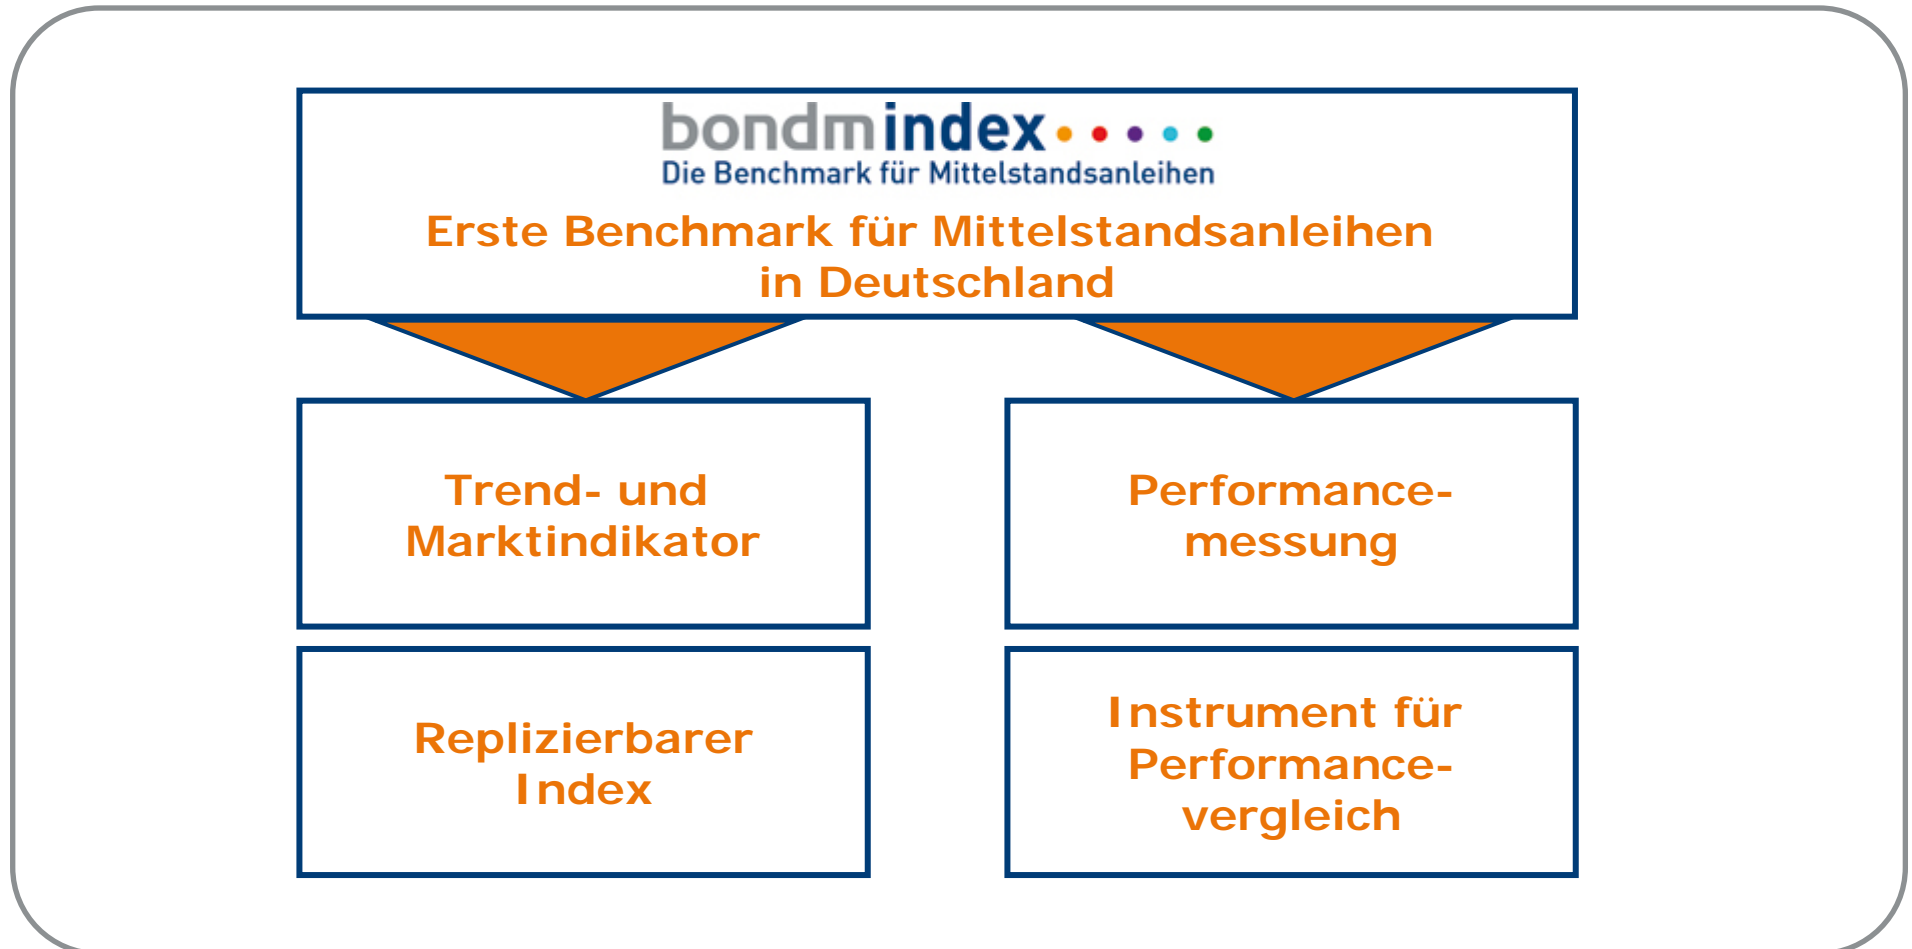 bondmindex
Die Benchmark für Mittelstandsanleihen
Erste Benchmark für Mittelstandsanleihen
in Deutschland
Trend- und
Marktindikator
Performance-
messung
Replizierbarer
Index
Instrument für
Performance-
vergleich